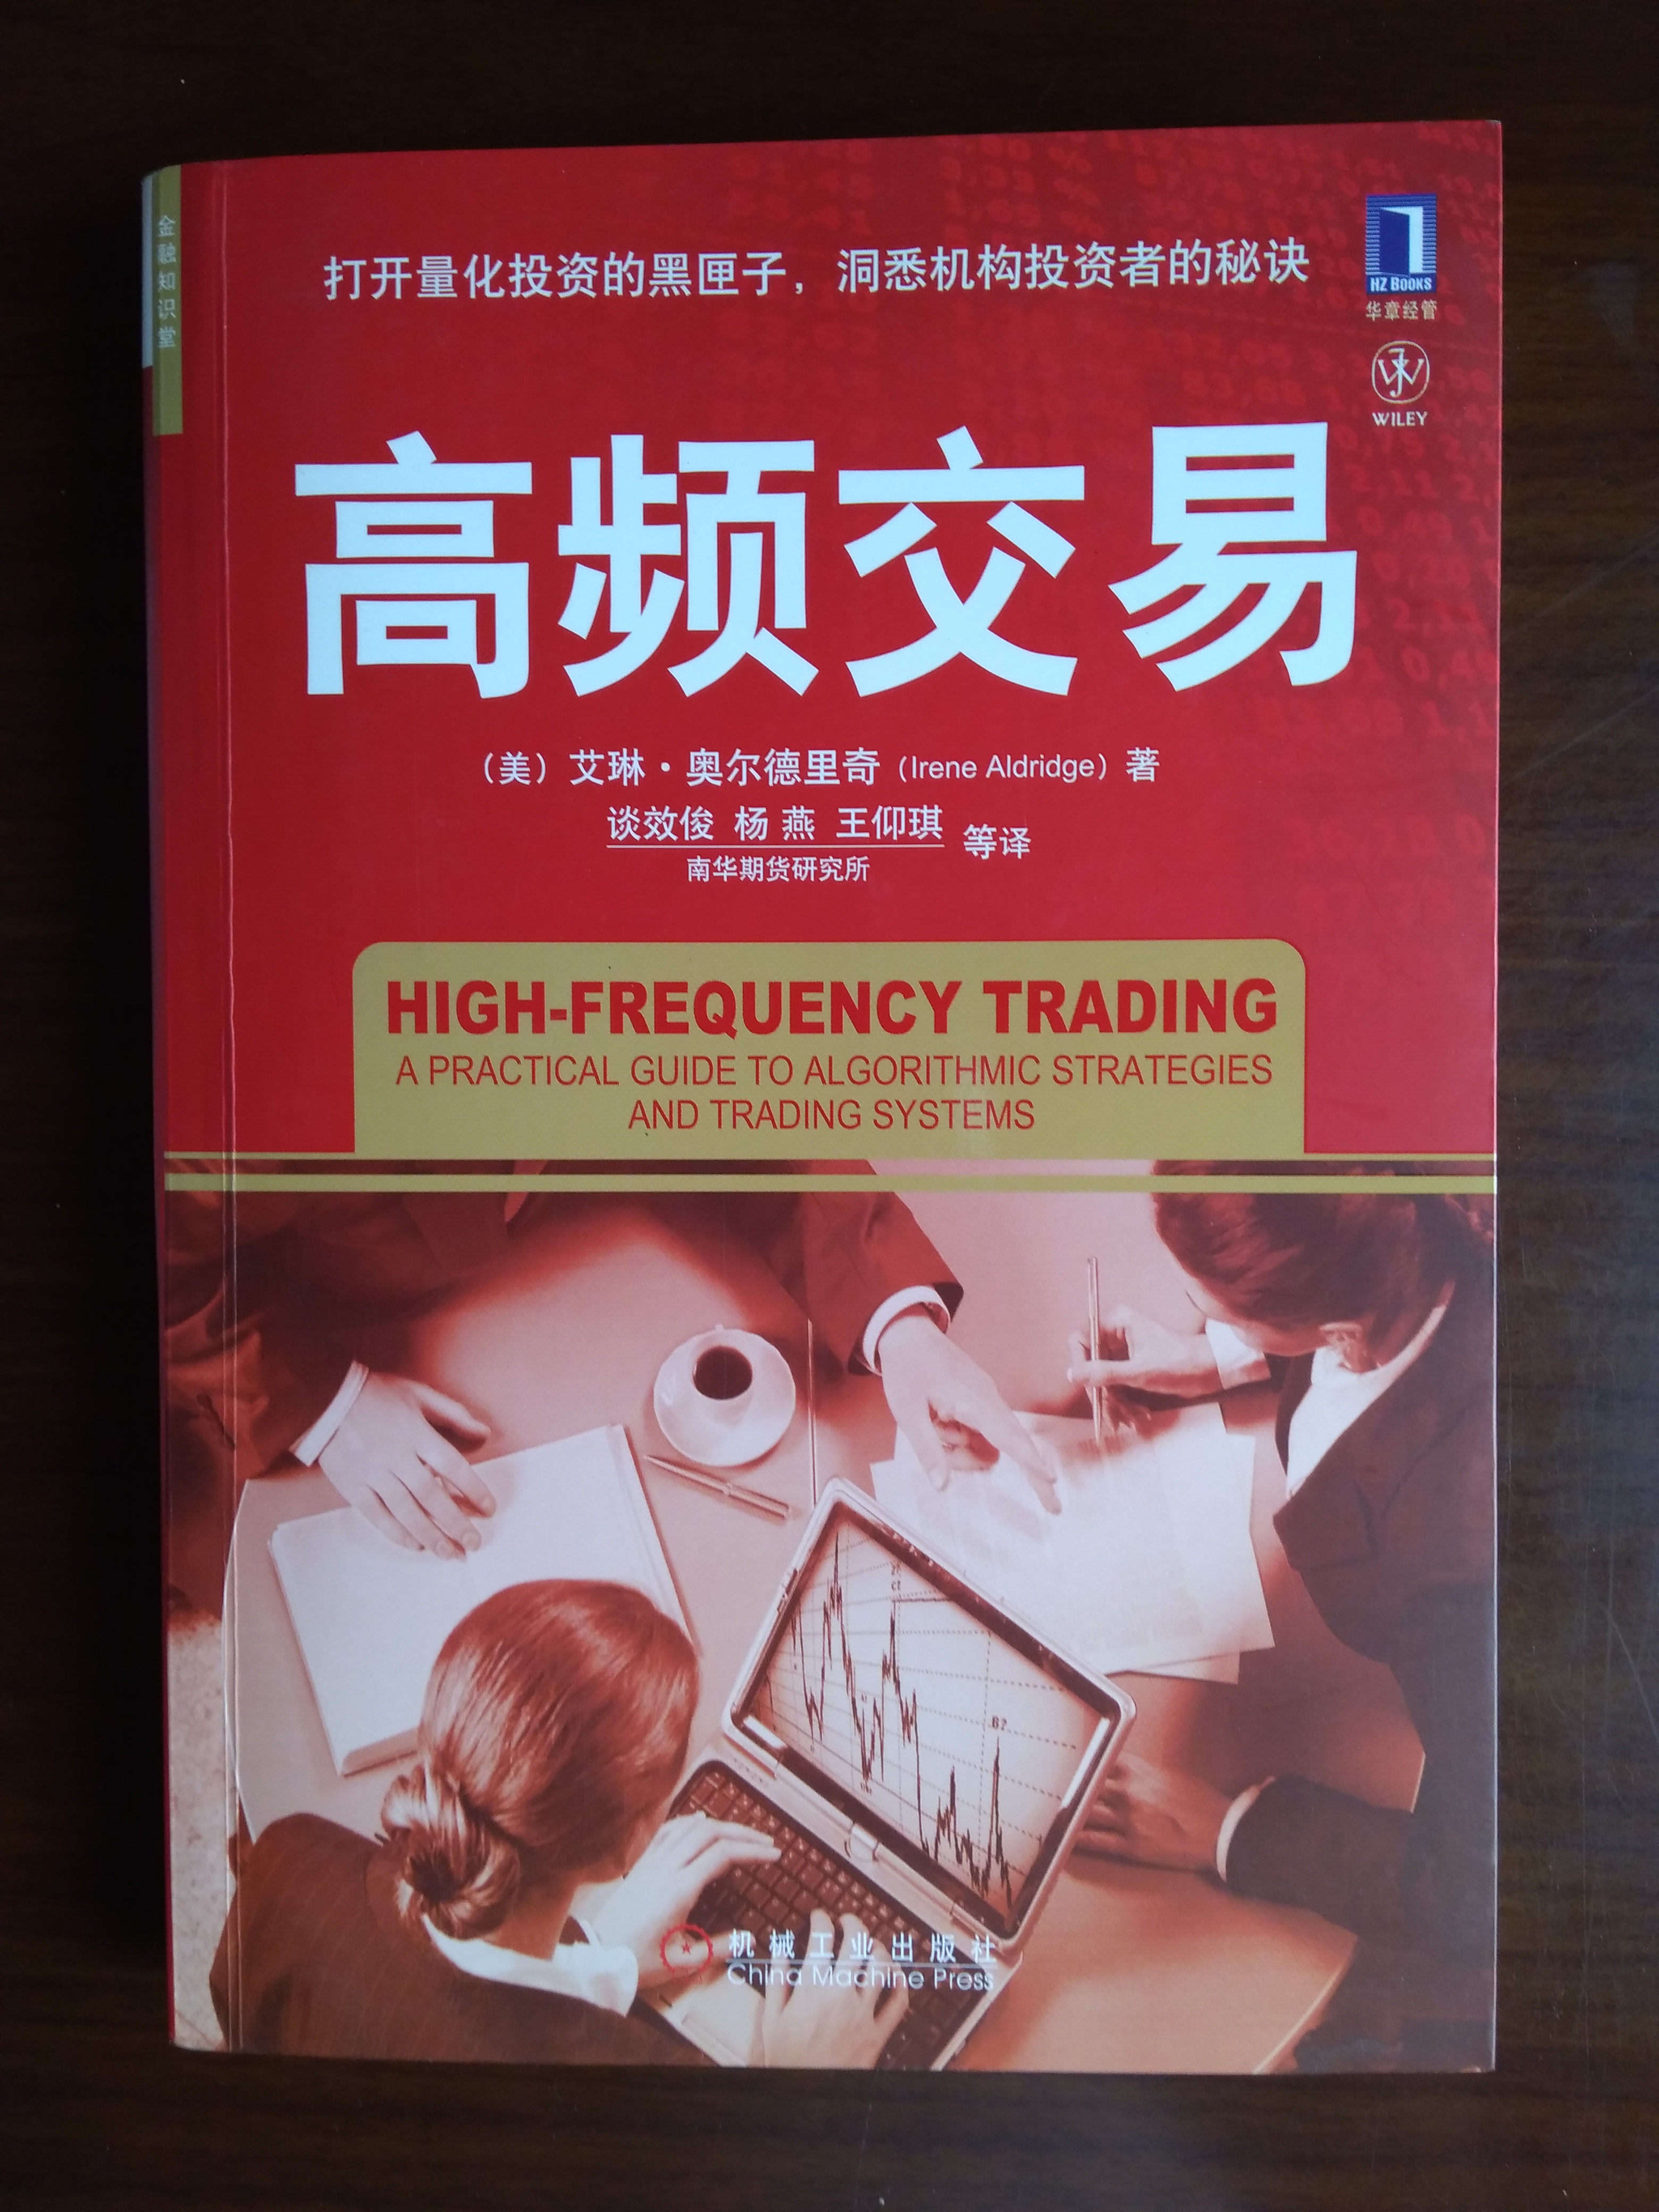 金融知识堂
打开量化投资的黑匣子，洞悉机构投资者的秘诀
HZ BOOKS
华章经管
WILEY
高频交易
（美）艾琳·奥尔德里奇（Irene Aldridge）著
谈效俊 杨 燕 王仰琪 等译
南华期货研究所
HIGH-FREQUENCY TRADING
A PRACTICAL GUIDE TO ALGORITHMIC STRATEGIES
AND TRADING SYSTEMS
机械工业出版社
China Machine Press